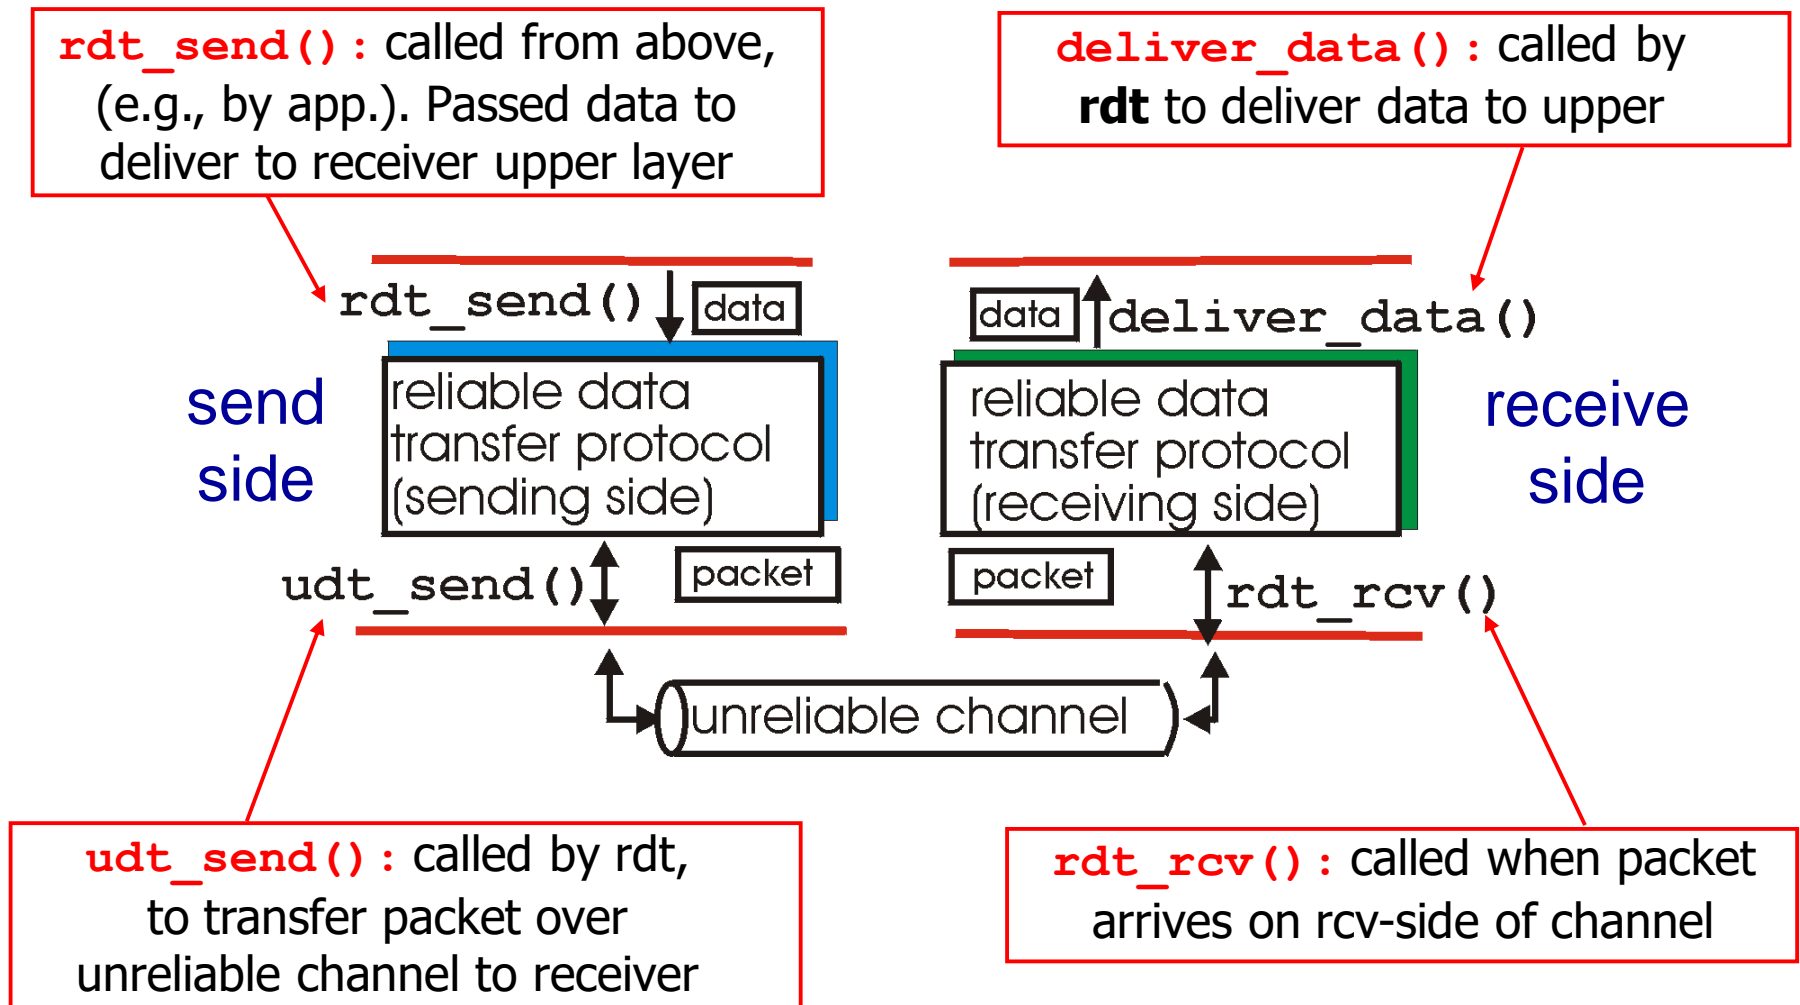 rdt_send(): called from above,
(e.g., by app.). Passed data to
deliver to receiver upper layer
deliver_data(): called by
rdt to deliver data to upper
rdt_send()
data
data
deliver_data()
send
side
reliable data
transfer protocol
(sending side)
reliable data
transfer protocol
(receiving side)
receive
side
udt_send()
packet
packet
rdt_rcv()
unreliable channel
udt_send(): called by rdt,
to transfer packet over
unreliable channel to receiver
rdt_rcv(): called when packet
arrives on rcv-side of channel